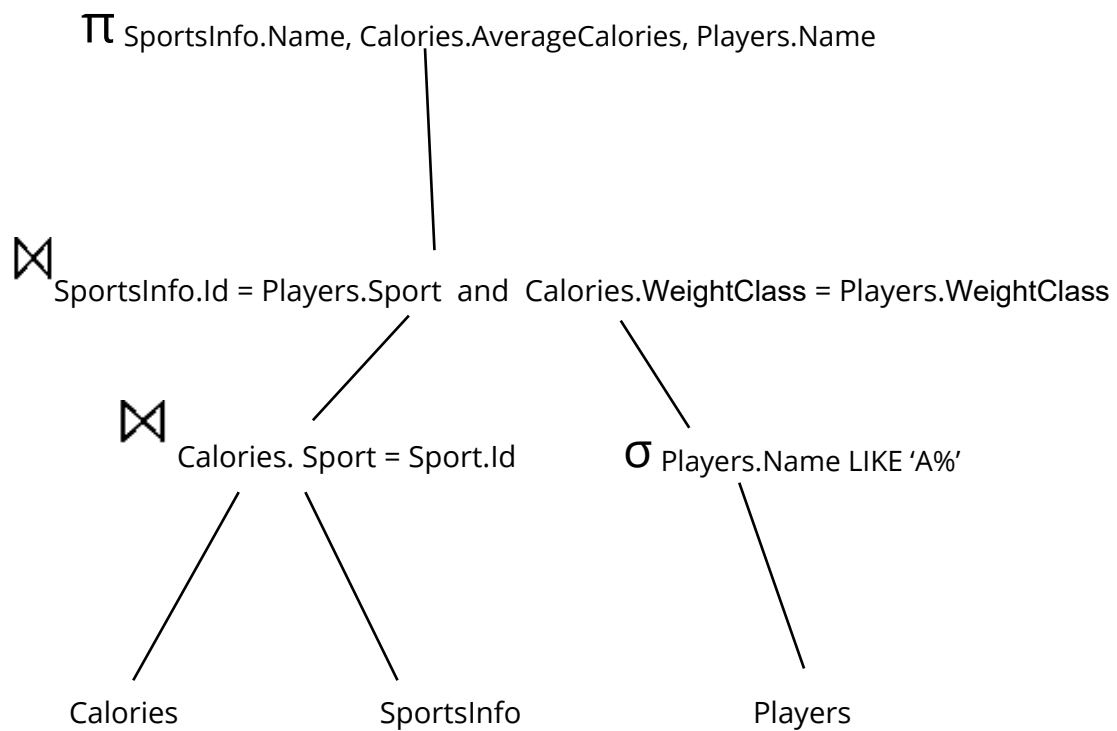 π SportsInfo.Name, Calories.AverageCalories, Players.Name
⋈ SportsInfo.Id = Players.Sport and Calories.WeightClass = Players.WeightClass
⋈ Calories. Sport = Sport.Id
σ Players.Name LIKE ‘A%’
Calories
SportsInfo
Players